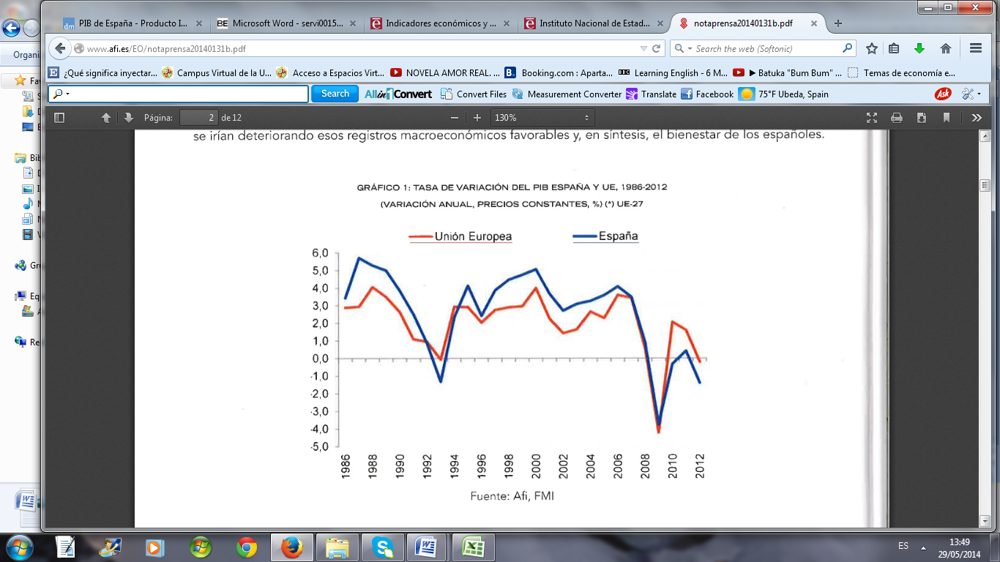 Organi
PIB de España - Producto I...
Microsoft Word - servi0015...
Indicadores económicos y ...
Instituto Nacional de Estad...
notaprensa20140131b.pdf
www.afi.es/EO/notaprensa20140131b.pdf
Search the web (Softonic)
¿Qué significa inyectar...
Campus Virtual de la U...
Acceso a Espacios Virt...
NOVELA AMOR REAL. ...
Booking.com : Aparta...
Learning English - 6 M...
► Batuka "Bum Bum" ...
Temas de economía e...
Fav
Search
All in 1 Convert
Convert Files
Measurement Converter
Translate
Facebook
75°F Ubeda, Spain
Ask
Página: 2 de 12
130%
se irían deteriorando esos registros macroeconómicos favorables y, en síntesis, el bienestar de los españoles.
Bib
GRÁFICO 1: TASA DE VARIACIÓN DEL PIB ESPAÑA Y UE, 1986-2012
(VARIACIÓN ANUAL, PRECIOS CONSTANTES, %) (*) UE-27
Unión Europea
España
Gru
Equ
Re
6,0
5,0
4,0
3,0
2,0
1,0
0,0
-1,0
-2,0
-3,0
-4,0
-5,0
1986
1988
1990
1992
1994
1996
1998
2000
2002
2004
2006
2008
2010
2012
Fuente: Afi, FMI
ES
13:49
29/05/2014